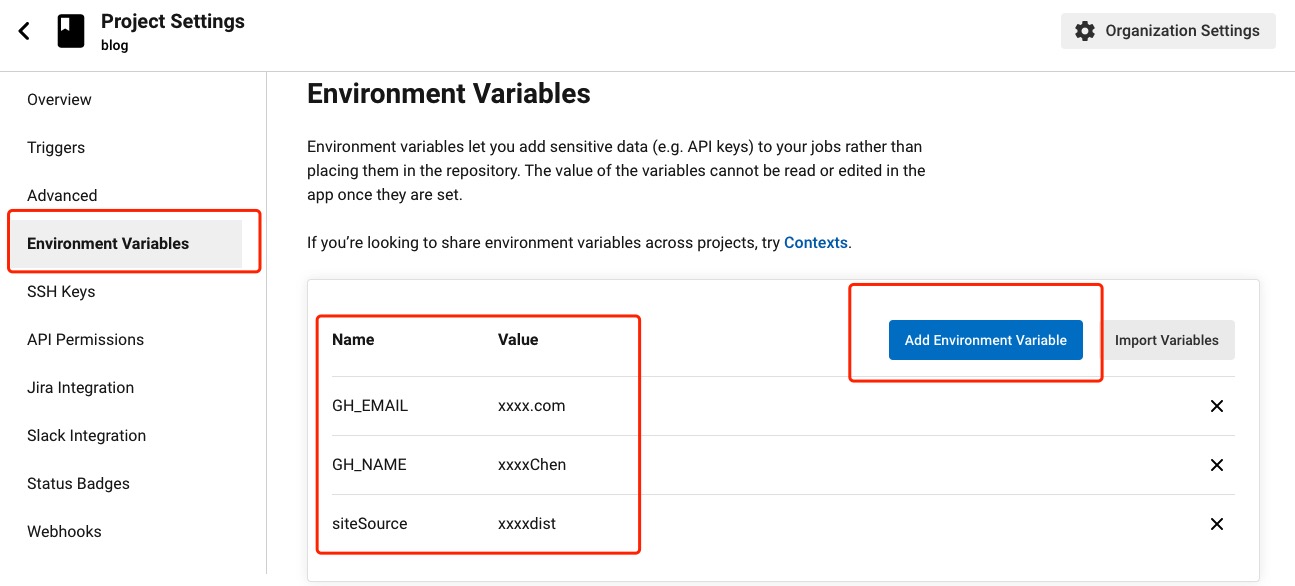 Project Settings
blog
Organization Settings
Overview
Triggers
Advanced
Environment Variables
SSH Keys
API Permissions
Jira Integration
Slack Integration
Status Badges
Webhooks
Environment Variables
Environment variables let you add sensitive data (e.g. API keys) to your jobs rather than
placing them in the repository. The value of the variables cannot be read or edited in the
app once they are set.
If you’re looking to share environment variables across projects, try Contexts.
Name Value Add Environment Variable Import Variables
GH_EMAIL xxxx.com
GH_NAME xxxxChen
siteSource xxxxdist